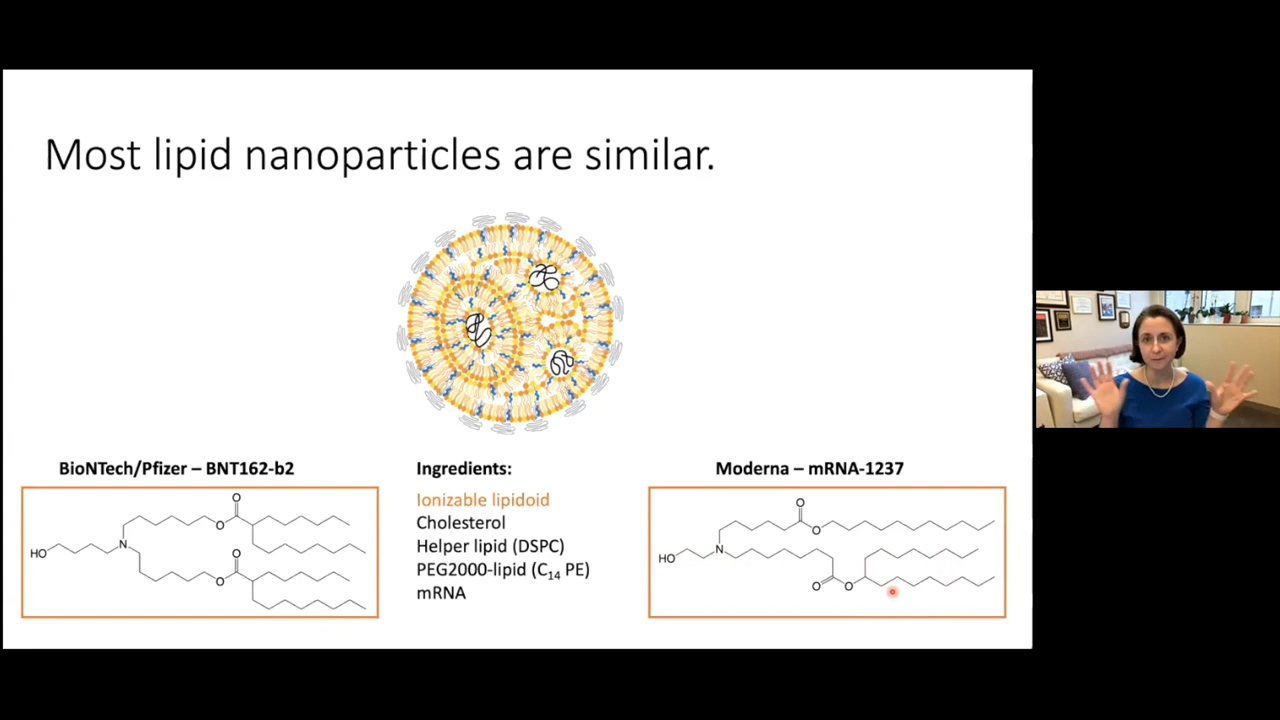 Most lipid nanoparticles are similar.
BioNTech/Pfizer – BNT162-b2
HO
N
O
O
O
O
Ingredients:
Ionizable lipidoid
Cholesterol
Helper lipid (DSPC)
PEG2000-lipid (C14 PE)
mRNA
Moderna – mRNA-1237
HO
N
O
O
O
O